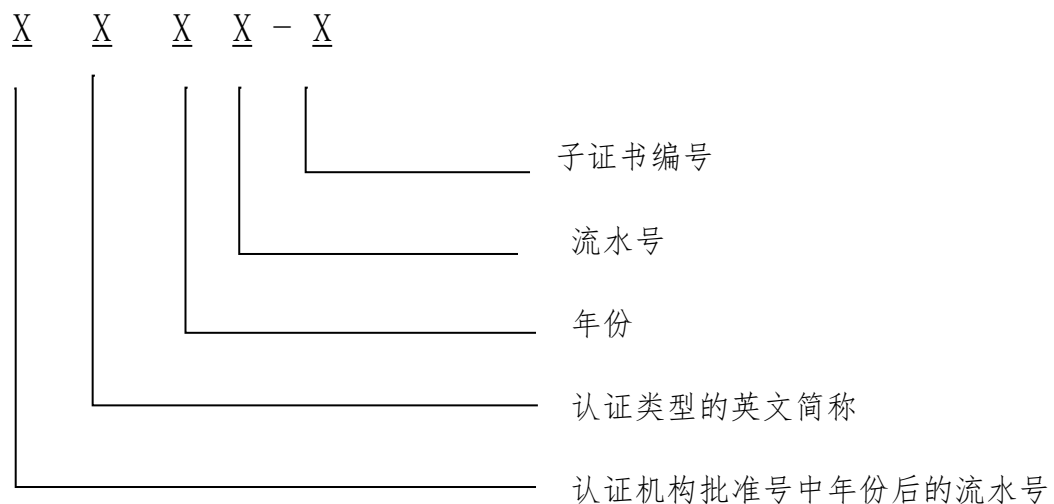 X X X X - X
子证书编号
流水号
年份
认证类型的英文简称
认证机构批准号中年份后的流水号